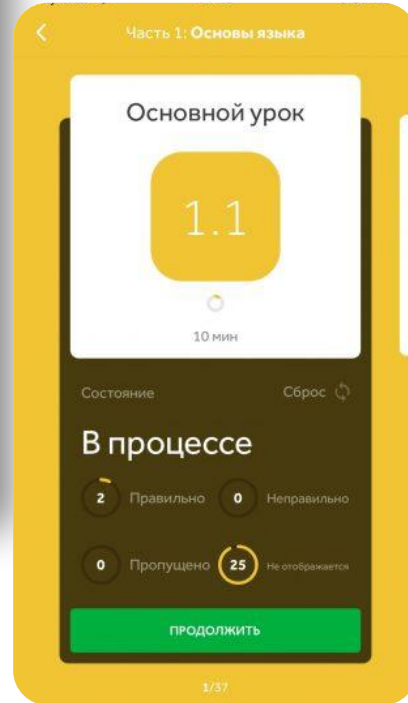 Часть 1: Основы языка
Основной урок
1.1
10 мин
Состояние Сброс
В процессе
2 Правильно 0 Неправильно
0 Пропущено 25 Не отображается
ПРОДОЛЖИТЬ
1/37